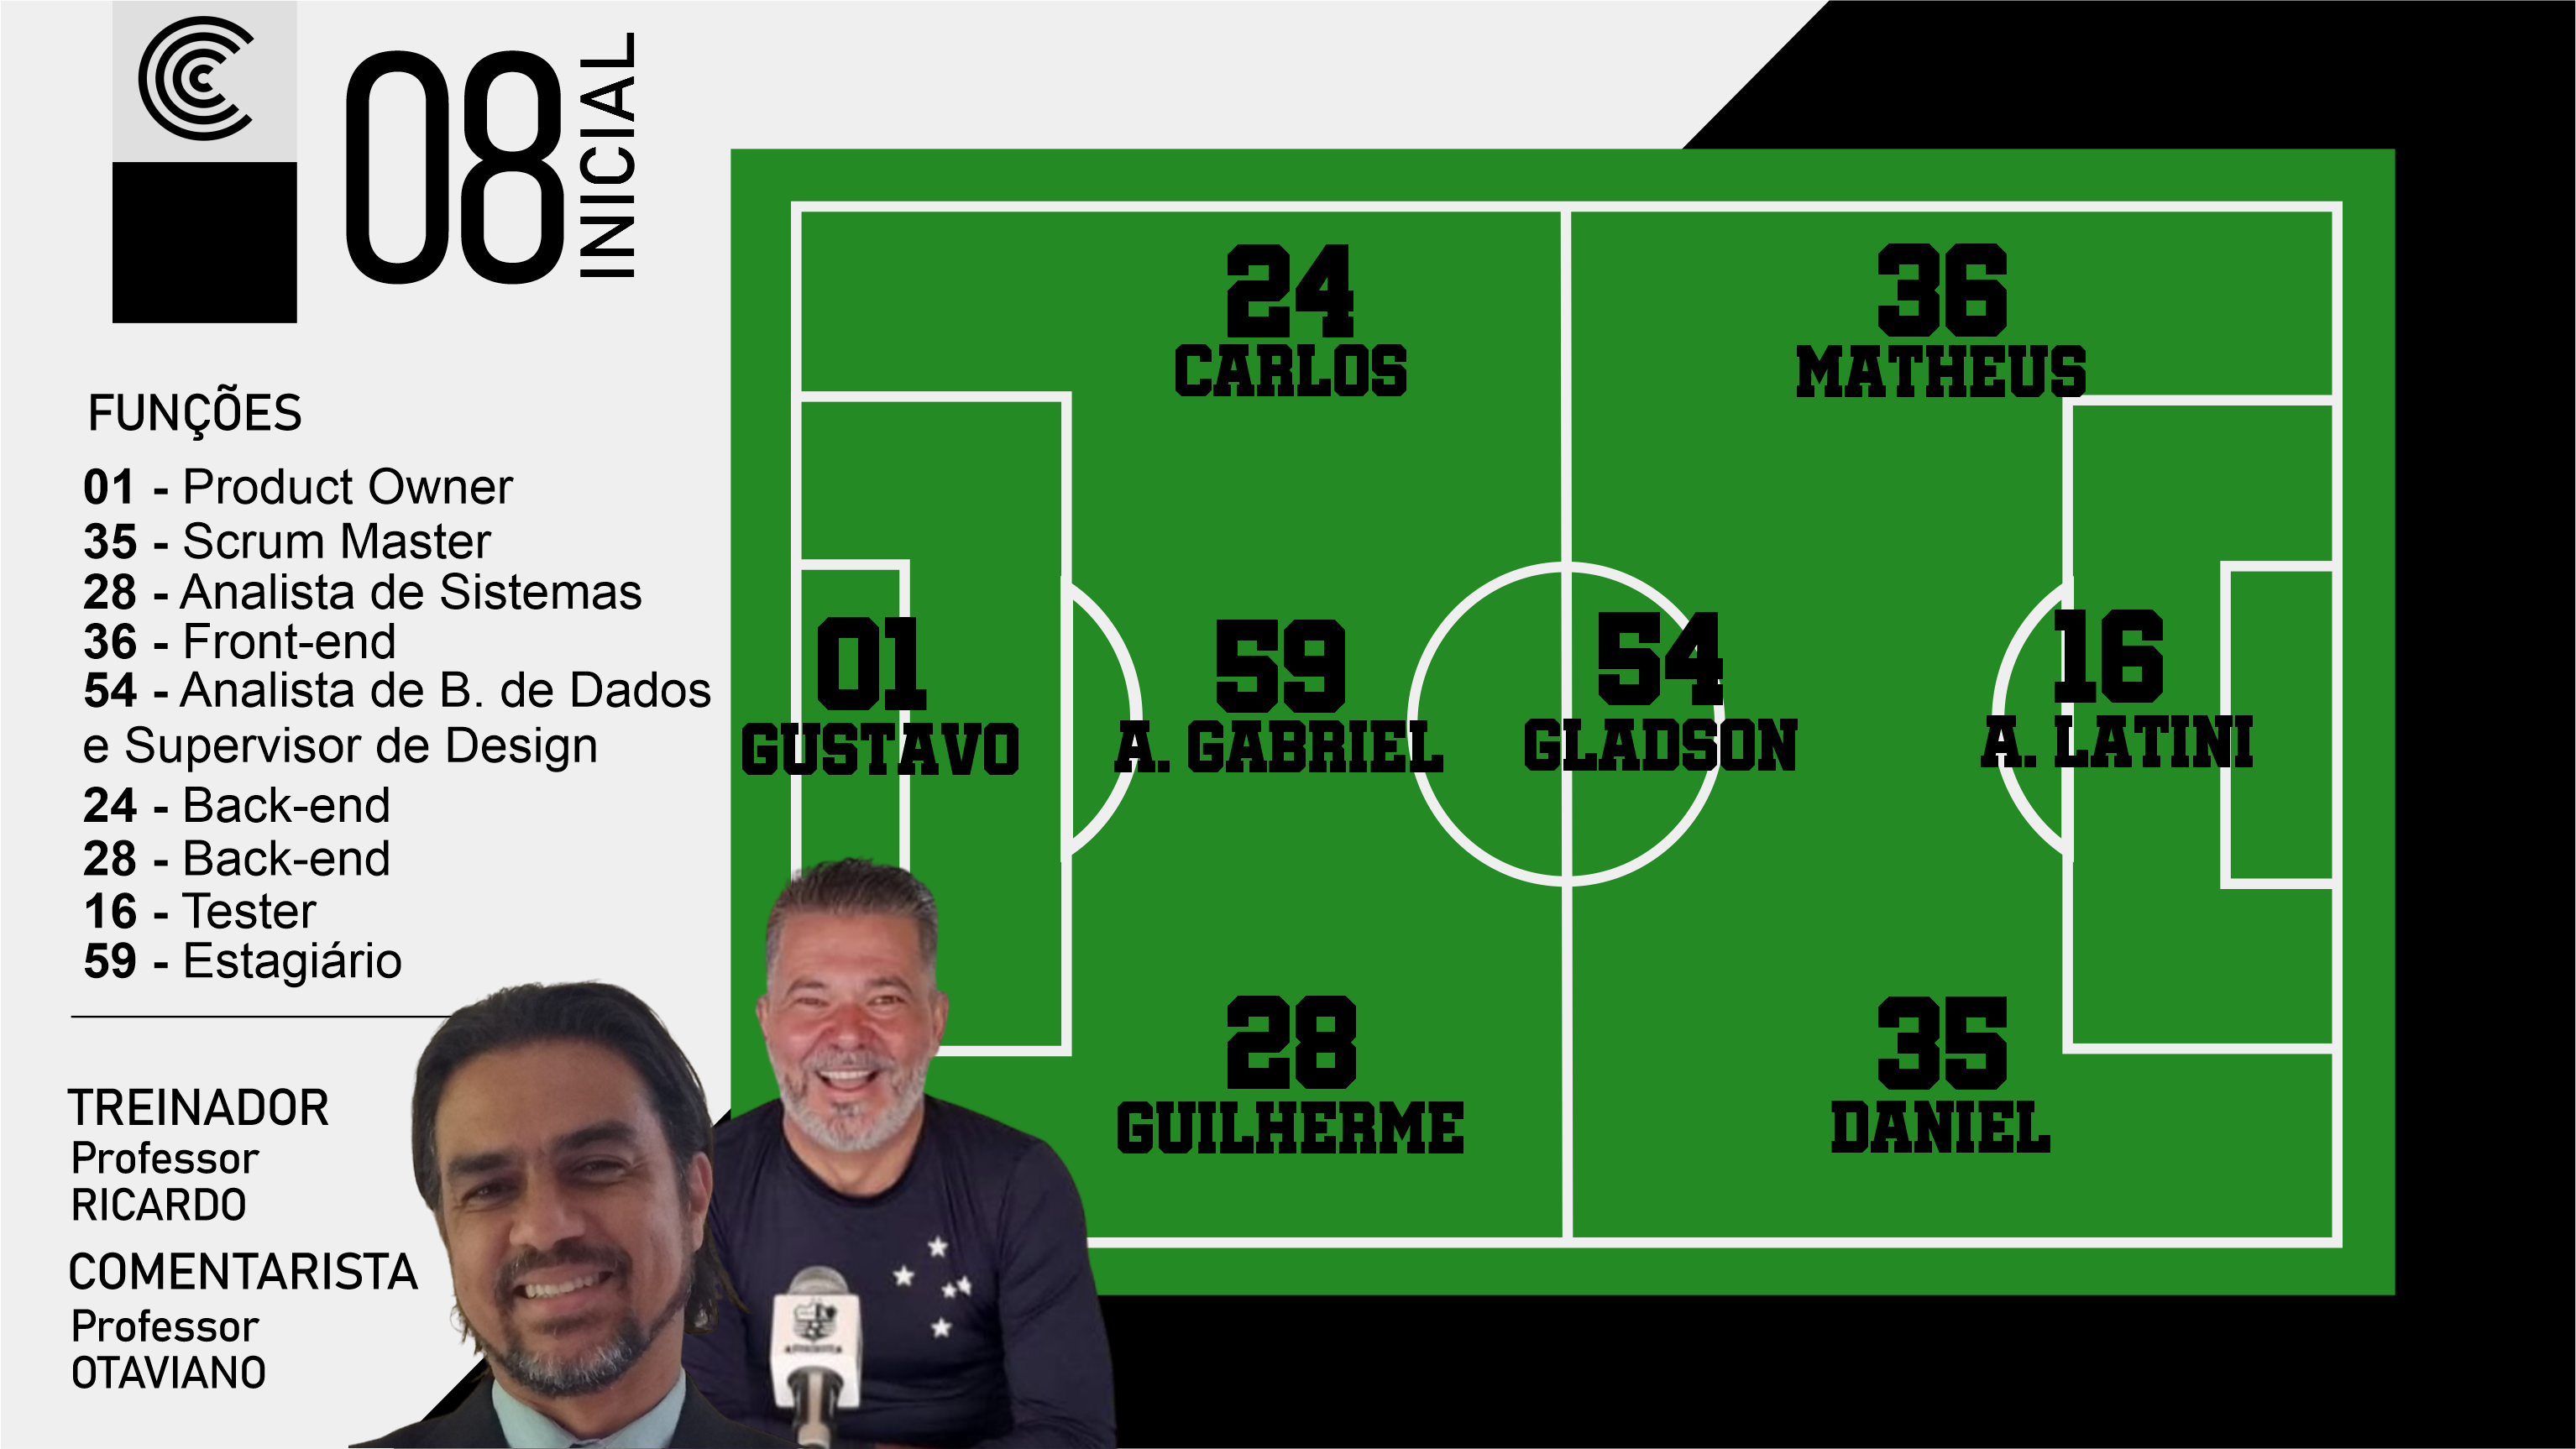 08
INICIAL
FUNÇÕES
01 - Product Owner
35 - Scrum Master
28 - Analista de Sistemas
36 - Front-end
54 - Analista de B. de Dados
e Supervisor de Design
24 - Back-end
28 - Back-end
16 - Tester
59 - Estagiário
TREINADOR
Professor
RICARDO
COMENTARISTA
Professor
OTAVIANO
24
CARLOS
36
MATHEUS
01
GUSTAVO
59
A. GABRIEL
54
GLADSON
16
A. LATINI
28
GUILHERME
35
DANIEL